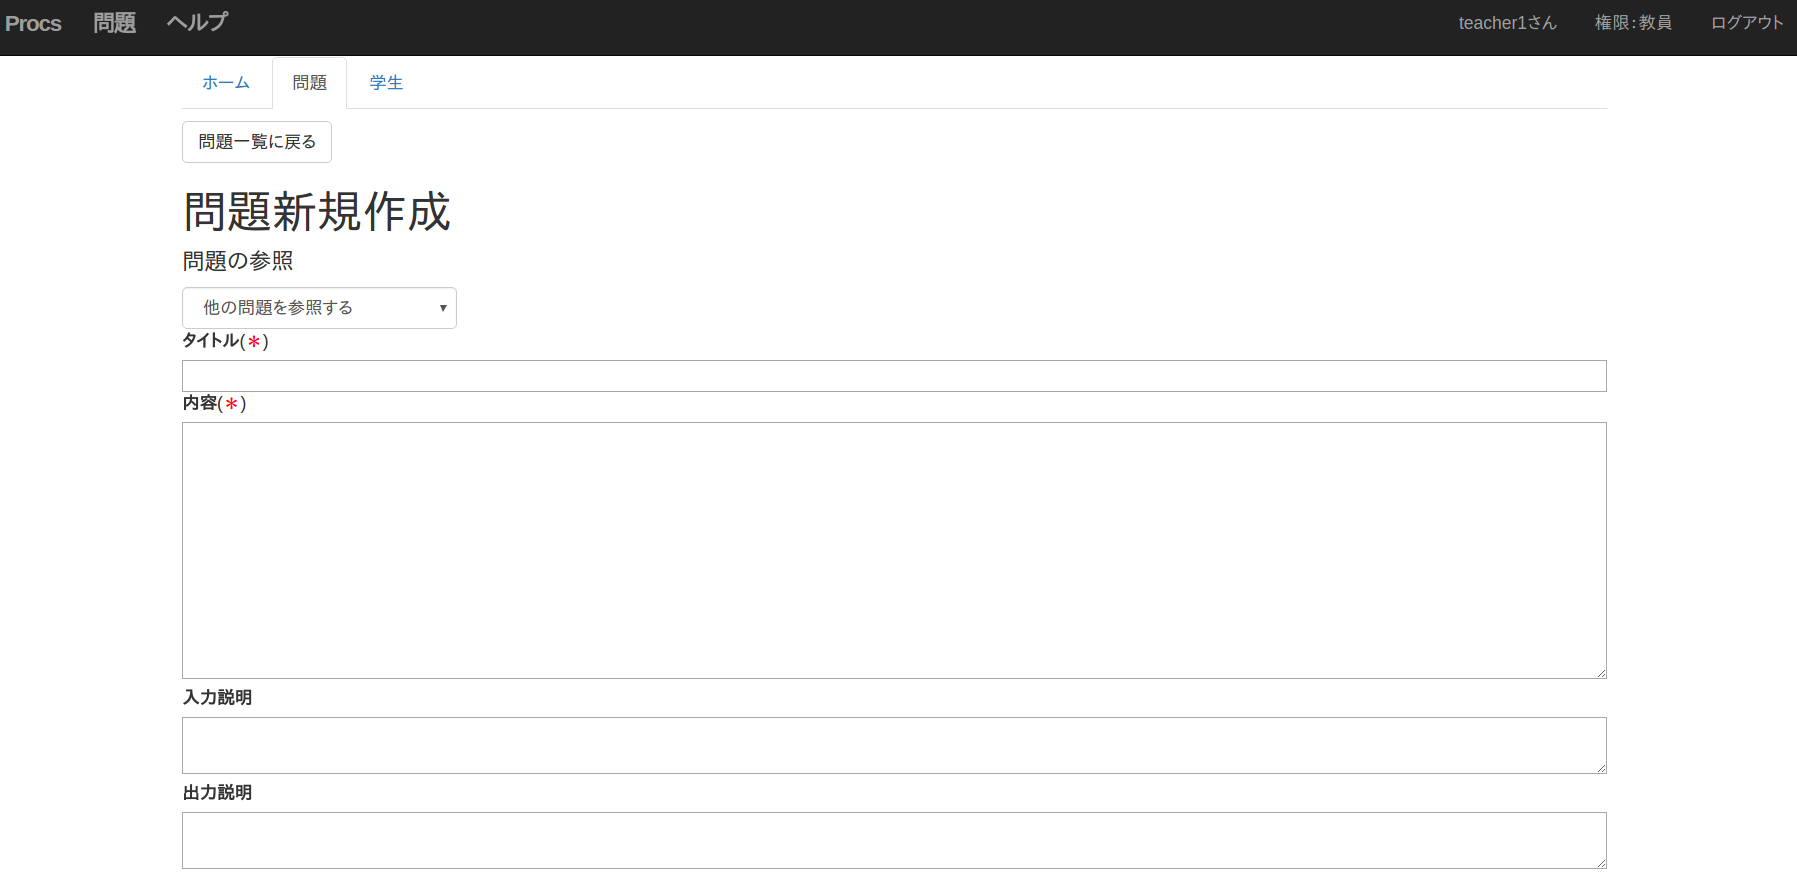 Procs 問題 ヘルプ teacher1さん 権限：教員 ログアウト
ホーム 問題 学生
問題一覧に戻る
問題新規作成
問題の参照
他の問題を参照する
タイトル(＊)
内容(＊)
入力説明
出力説明